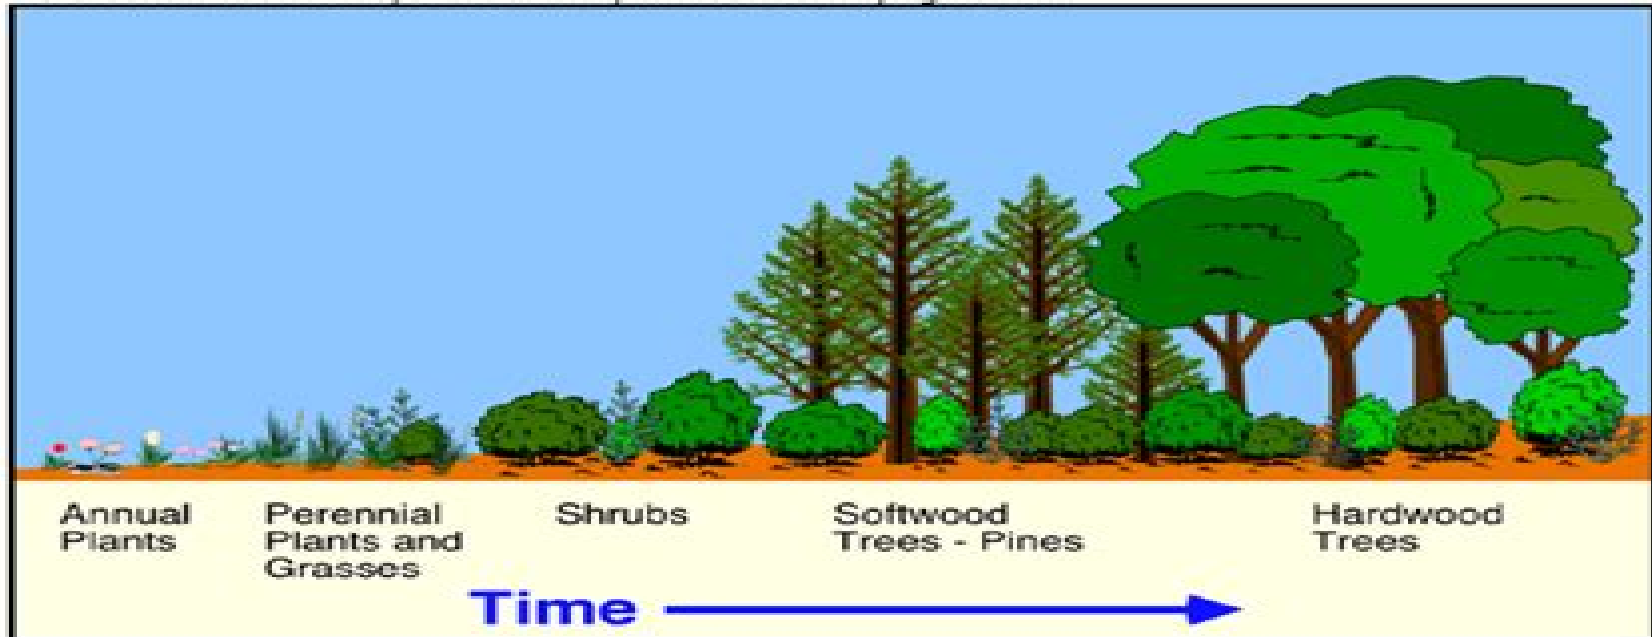 Annual
Plants
Perennial
Plants and
Grasses
Shrubs
Softwood
Trees - Pines
Hardwood
Trees
Time